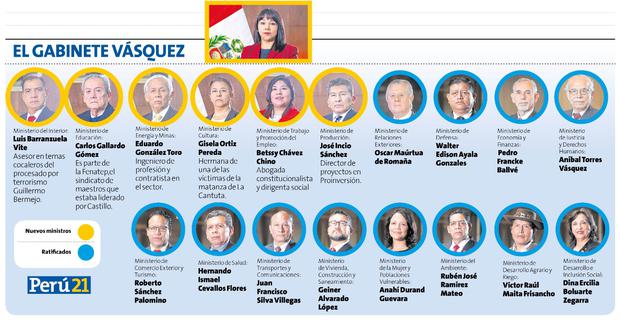 EL GABINETE VÁSQUEZ
Ministerio del Interior:
Luis Barranzuela
Vite
Asesor en temas
cocaleros del
procesado por
terrorismo
Guillermo
Bermejo.
Ministerio de
Educación:
Carlos Gallardo
Gómez
Es parte de
la Fenatep, el
sindicato de
maestros que
estaba liderado
por Castillo.
Ministerio de
Energía y Minas:
Eduardo
González Toro
Ingeniero de
profesión y
contratista en
el sector.
Ministerio de
Cultura:
Gisela Ortiz
Pereda
Hermana de
una de las
víctimas de la
matanza de La
Cantuta.
Ministerio de Trabajo
y Promoción del
Empleo:
Betssy Chávez
Chino
Abogada
constitucionalista
y dirigenta social
Ministerio de
Producción:
José Incio
Sánchez
Director de
proyectos en
Proinversión.
Ministerio de
Relaciones
Exteriores:
Oscar Maúrtua
de Romaña
Ministerio de
Defensa:
Walter
Edison Ayala
Gonzales
Ministerio
de Economía y
Finanzas:
Pedro
Francke
Ballvé
Ministerio
de Justicia
y Derechos
Humanos:
Aníbal Torres
Vásquez
Nuevos ministros
Ratificados
Perú21
Ministerio de
Comercio Exterior y
Turismo:
Roberto
Sánchez
Palomino
Ministerio de Salud:
Hernando
Ismael
Cevallos Flores
Ministerio de
Transportes y
Comunicaciones:
Juan
Francisco
Silva Villegas
Ministerio de Vivienda,
Construcción y
Saneamiento:
Geiner
Alvarado
López
Ministerio de
la Mujer y
Poblaciones
Vulnerables:
Anahí Durand
Guevara
Ministerio del
Ambiente:
Rubén José
Ramírez
Mateo
Ministerio de
Desarrollo Agrario y
Riego:
Víctor Raúl
Maita Frisancho
Ministerio de
Desarrollo e
Inclusión Social:
Dina Ercilia
Boluarte
Zegarra